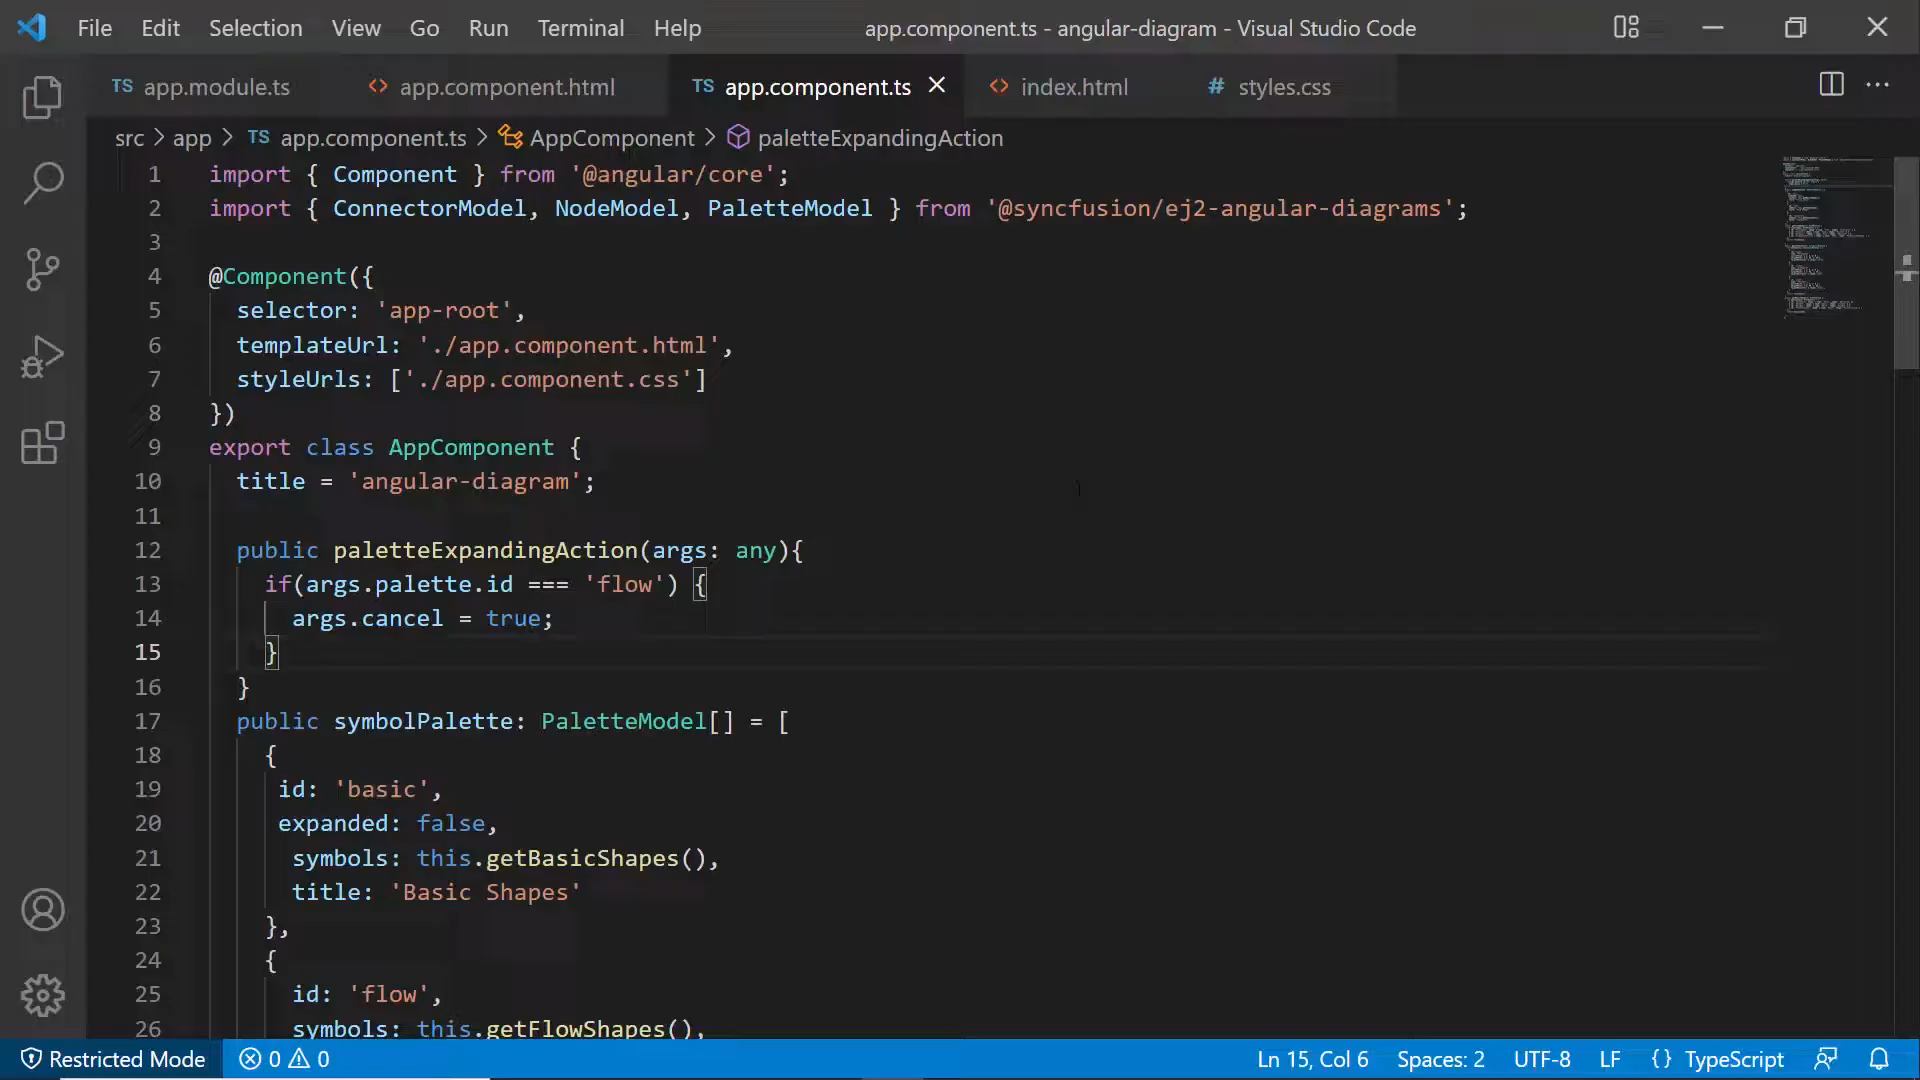 File Edit Selection View Go Run Terminal Help app.component.ts - angular-diagram - Visual Studio Code
TS app.module.ts <> app.component.html TS app.component.ts <> index.html # styles.css
src > app > TS app.component.ts > AppComponent > paletteExpandingAction
1 import { Component } from '@angular/core';
2 import { ConnectorModel, NodeModel, PaletteModel } from '@syncfusion/ej2-angular-diagrams';
3
4 @Component({
5 selector: 'app-root',
6 templateUrl: './app.component.html',
7 styleUrls: ['./app.component.css']
8 })
9 export class AppComponent {
10 title = 'angular-diagram';
11
12 public paletteExpandingAction(args: any){
13 if(args.palette.id === 'flow') {
14 args.cancel = true;
15 }
16 }
17 public symbolPalette: PaletteModel[] = [
18 {
19 id: 'basic',
20 expanded: false,
21 symbols: this.getBasicShapes(),
22 title: 'Basic Shapes'
23 },
24 {
25 id: 'flow',
26 symbols: this.getFlowShapes(),
Restricted Mode 0 0 Ln 15, Col 6 Spaces: 2 UTF-8 LF {} TypeScript